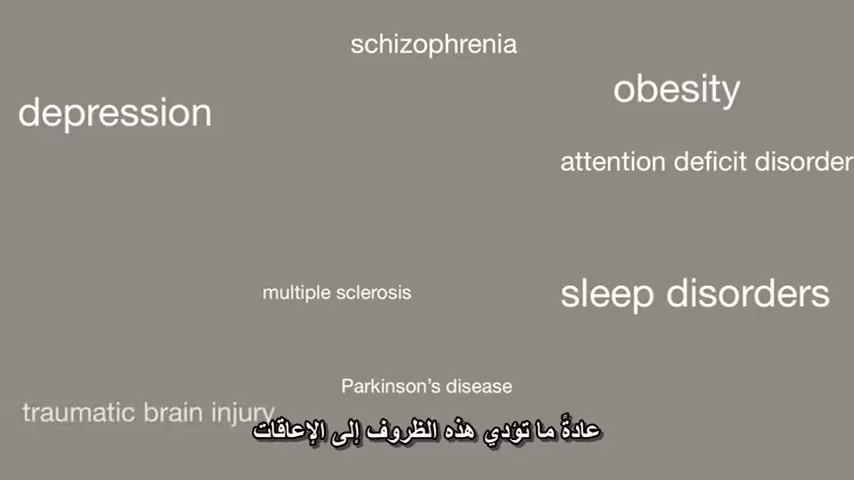 schizophrenia
obesity
depression
attention deficit disorder
multiple sclerosis
sleep disorders
Parkinson's disease
traumatic brain injury
عادةً ما تؤدي هذه الظروف إلى الإعاقات